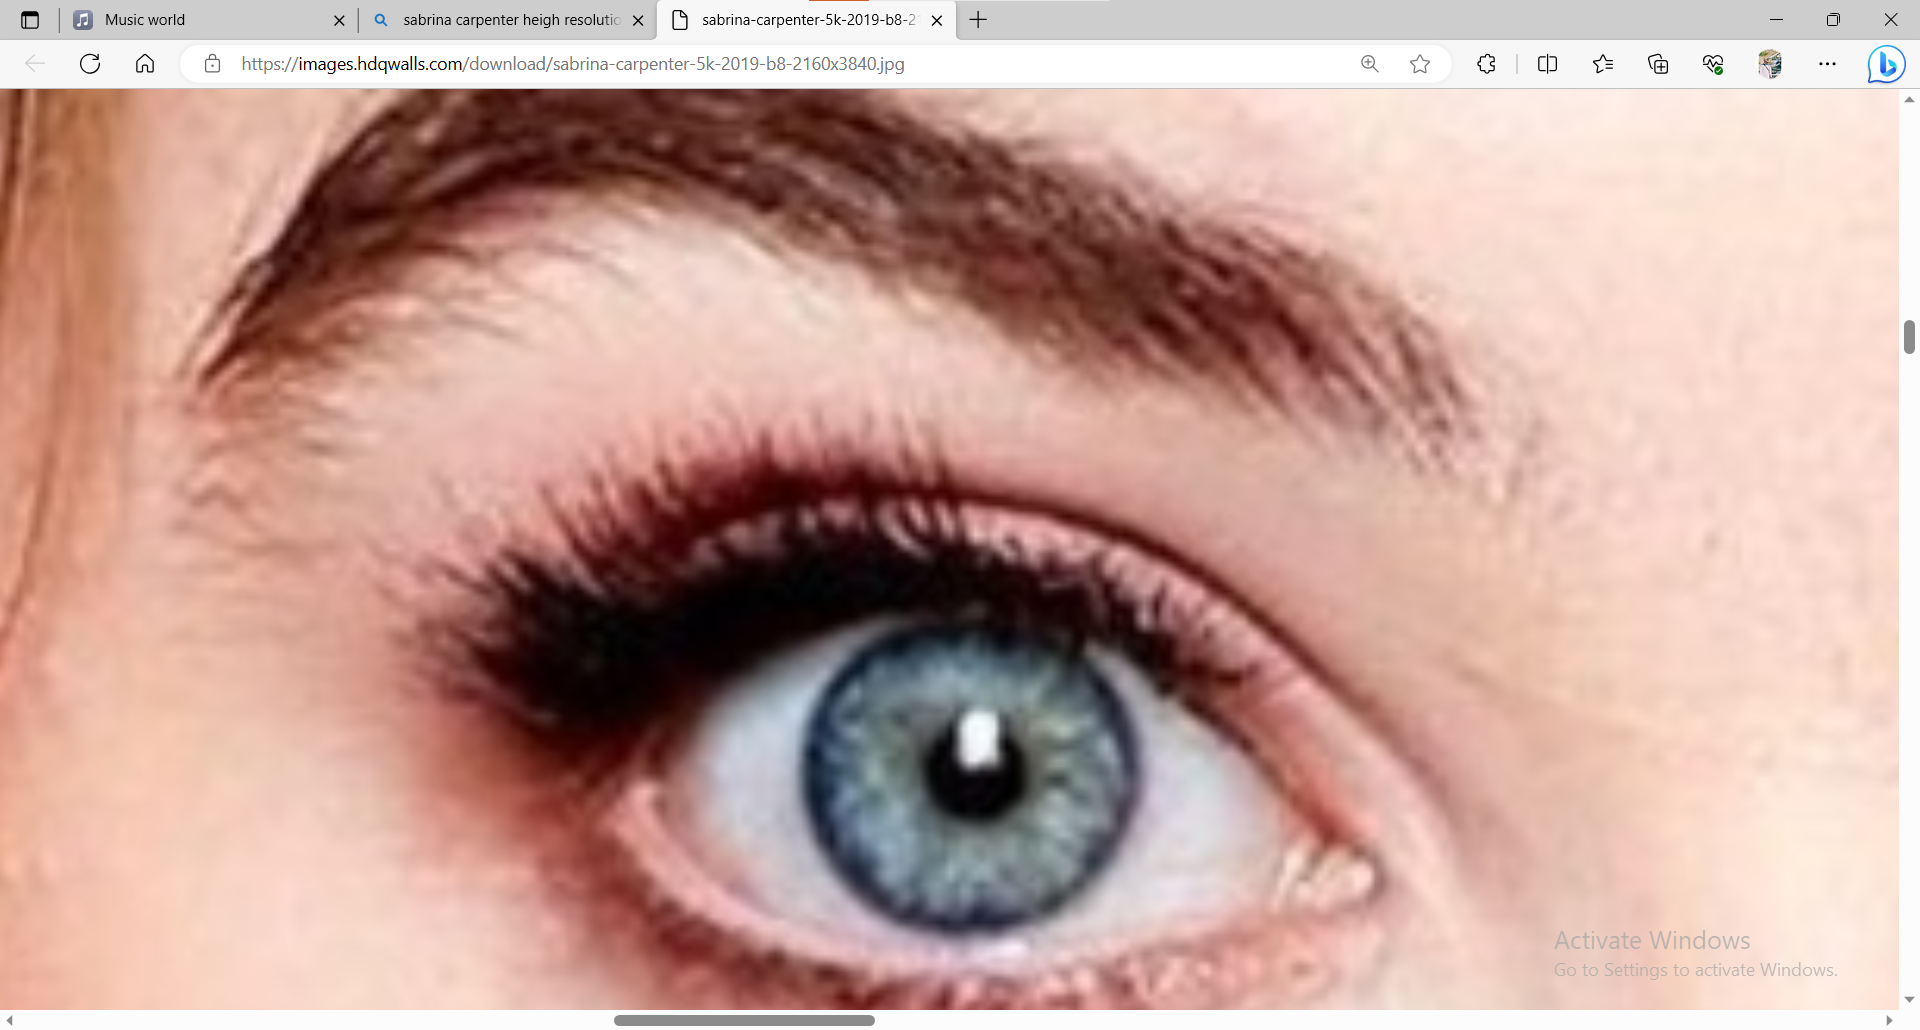 Music world
sabrina carpenter heigh resolutio
sabrina-carpenter-5k-2019-b8-2
https://images.hdqwalls.com/download/sabrina-carpenter-5k-2019-b8-2160x3840.jpg
Activate Windows
Go to Settings to activate Windows.